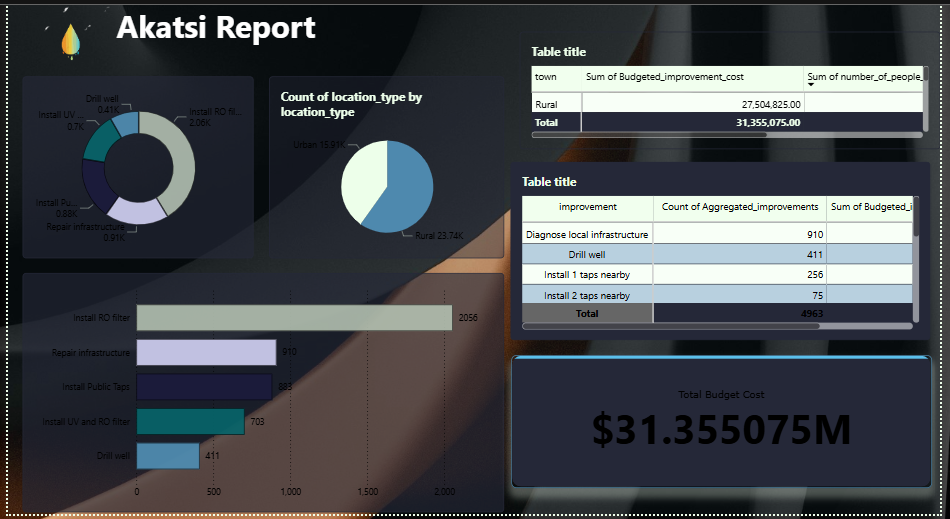 Akatsi Report
Drill well
0.41K
Install UV ...
0.7K
Install Pu...
0.88K
Repair infrastructure
0.91K
Install RO fil...
2.06K
Count of location_type by
location_type
Urban 15.91K
Rural 23.74K
Table title
town Sum of Budgeted_improvement_cost Sum of number_of_people_
Rural 27,504,825.00
Total 31,355,075.00
Table title
improvement Count of Aggregated_improvements Sum of Budgeted_i
Diagnose local infrastructure 910
Drill well 411
Install 1 taps nearby 256
Install 2 taps nearby 75
Total 4963
Install RO filter 2056
Repair infrastructure 910
Install Public Taps 883
Install UV and RO filter 703
Drill well 411
0 500 1,000 1,500 2,000
Total Budget Cost
$31.355075M